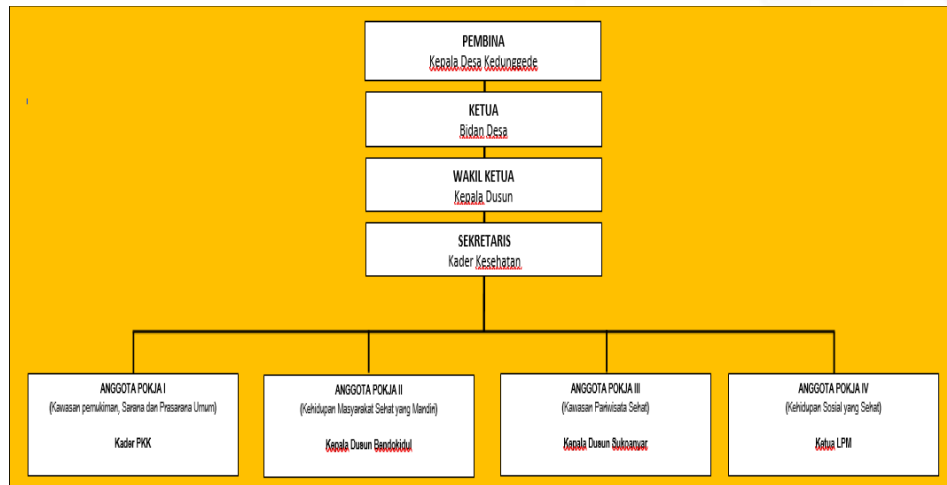 PEMBINA
Kepala Desa Kedunggede
KETUA
Bidan Desa
WAKIL KETUA
Kepala Dusun
SEKRETARIS
Kader Kesehatan
ANGGOTA POKJA I
(Kawasan pemukiman, Sarana dan Prasarana Umum)
Kader PKK
ANGGOTA POKJA II
(Kehidupan Masyarakat Sehat yang Mandiri)
Kepala Dusun Bendokidul
ANGGOTA POKJA III
(Kawasan Pariwisata Sehat)
Kepala Dusun Sukoanyar
ANGGOTA POKJA IV
(Kehidupan Sosial yang Sehat)
Ketua LPM